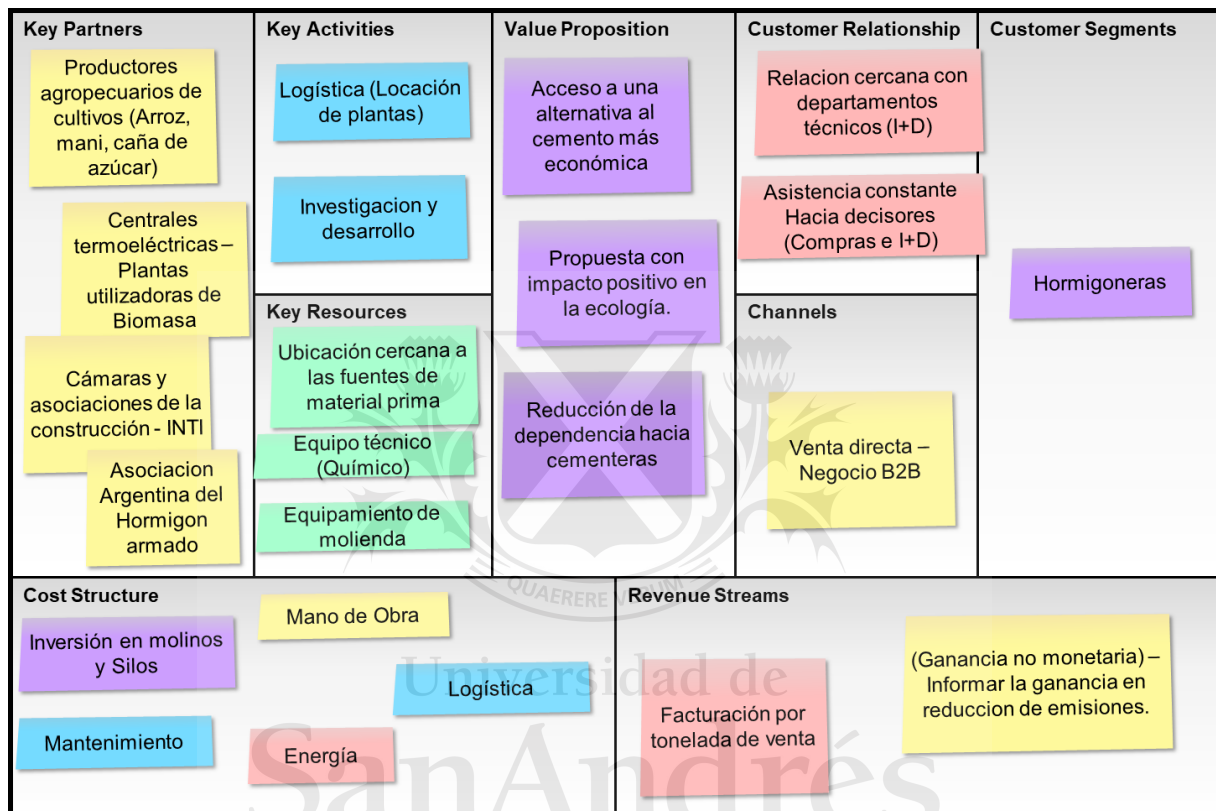 Key Partners
Productores
agropecuarios de
cultivos (Arroz,
mani, caña de
azúcar)
Centrales
termoeléctricas –
Plantas
utilizadoras de
Biomasa
Cámaras y
asociaciones de la
construcción - INTI
Asociacion
Argentina del
Hormigon
armado
Key Activities
Logística (Locación
de plantas)
Investigacion y
desarrollo
Key Resources
Ubicación cercana a
las fuentes de
material prima
Equipo técnico
(Químico)
Equipamiento de
molienda
Value Proposition
Acceso a una
alternativa al
cemento más
económica
Propuesta con
impacto positivo en
la ecología.
Reducción de la
dependencia hacia
cementeras
Customer Relationship
Relacion cercana con
departamentos
técnicos (I+D)
Asistencia constante
Hacia decisores
(Compras e I+D)
Channels
Venta directa –
Negocio B2B
Customer Segments
Hormigoneras
Cost Structure
Mano de Obra
Inversión en molinos
y Silos
Logística
Mantenimiento
Energía
Revenue Streams
Facturación por
tonelada de venta
(Ganancia no monetaria) –
Informar la ganancia en
reduccion de emisiones.
QUAERERE VERUM
Universidad de
SanAndrés